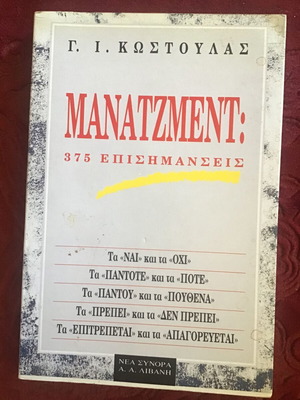 Γ. Ι. ΚΩΣΤΟΥΛΑΣ
ΜΑΝΑΤΖΜΕΝΤ:
375 ΕΠΙΣΗΜΑΝΣΕΙΣ
Τα «ΝΑΙ» και τα «ΟΧΙ»
Τα «ΠΑΝΤΟΤΕ» και τα «ΠΟΤΕ»
Τα «ΠΑΝΤΟΥ» και τα «ΠΟΥΘΕΝΑ»
Τα «ΠΡΕΠΕΙ» και τα «ΔΕΝ ΠΡΕΠΕΙ»
Τα «ΕΠΙΤΡΕΠΕΤΑΙ» και τα «ΑΠΑΓΟΡΕΥΕΤΑΙ»
ΝΕΑ ΣΥΝΟΡΑ
Α. Α. ΛΙΒΑΝΗ